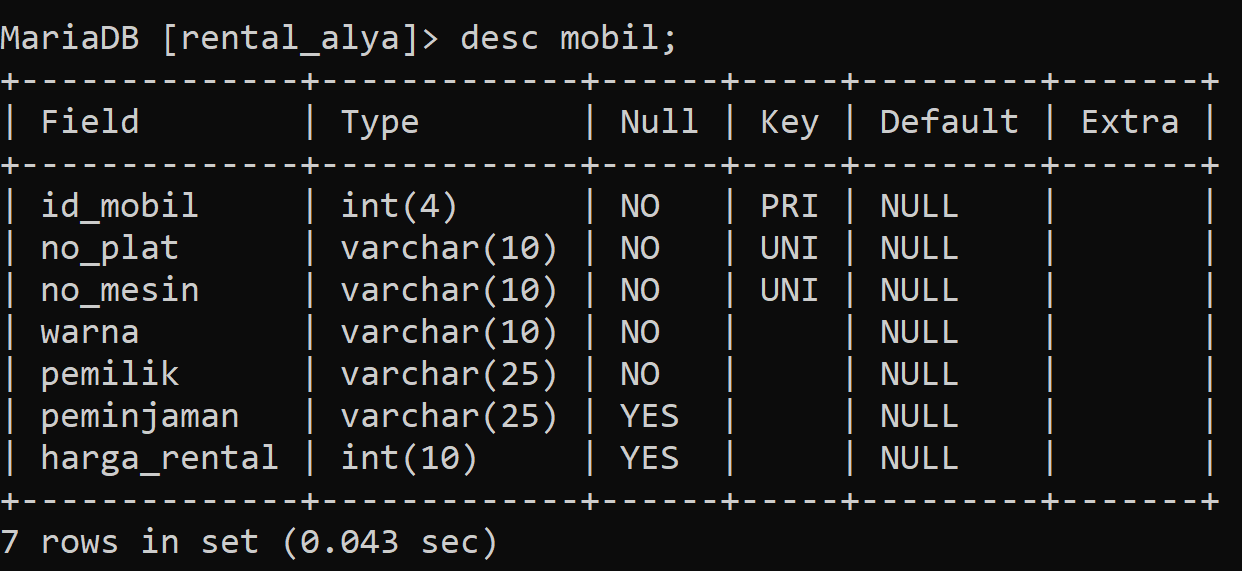 MariaDB [rental_alya]> desc mobil;
+--------------+-------------+------+-----+---------+-------+
| Field        | Type        | Null | Key | Default | Extra |
+--------------+-------------+------+-----+---------+-------+
| id_mobil     | int(4)      | NO   | PRI | NULL    |       |
| no_plat      | varchar(10) | NO   | UNI | NULL    |       |
| no_mesin     | varchar(10) | NO   | UNI | NULL    |       |
| warna        | varchar(10) | NO   |     | NULL    |       |
| pemilik      | varchar(25) | NO   |     | NULL    |       |
| peminjaman   | varchar(25) | YES  |     | NULL    |       |
| harga_rental | int(10)     | YES  |     | NULL    |       |
+--------------+-------------+------+-----+---------+-------+
7 rows in set (0.043 sec)